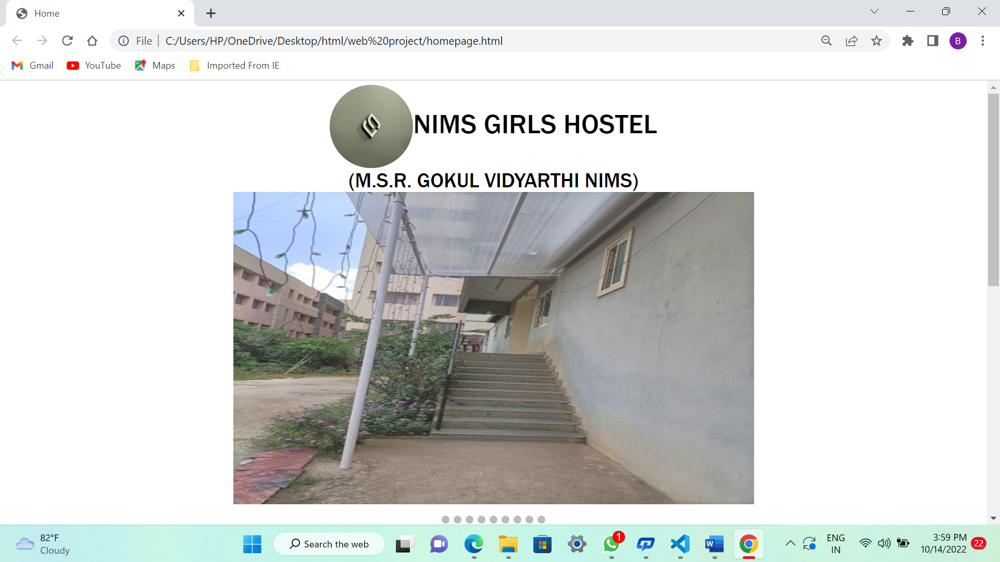 Home
File
C:/Users/HP/OneDrive/Desktop/html/web%20project/homepage.html
B
Gmail
YouTube
Maps
Imported From IE
NIMS GIRLS HOSTEL
(M.S.R. GOKUL VIDYARTHI NIMS)
82°F
Cloudy
Search the web
1
W
ENG
IN
3:59 PM
10/14/2022
22